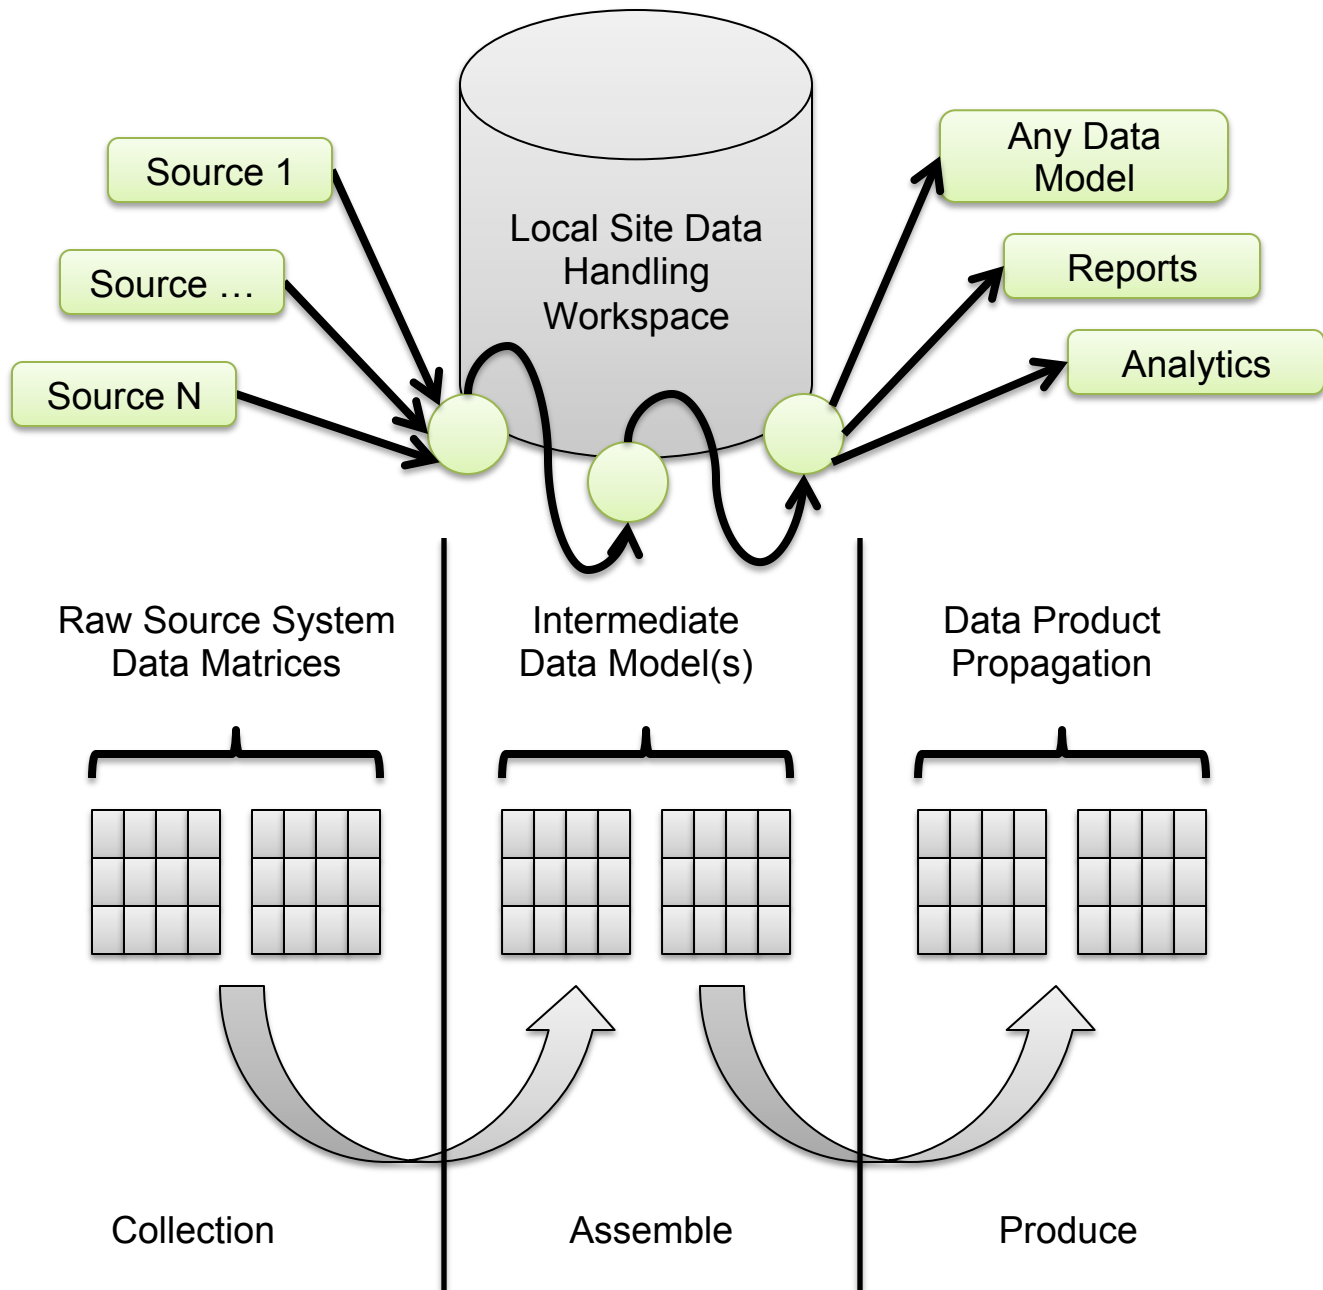 Source 1
Source …
Source N
Local Site Data
Handling
Workspace
Any Data
Model
Reports
Analytics
Raw Source System
Data Matrices
Intermediate
Data Model(s)
Data Product
Propagation
Collection
Assemble
Produce